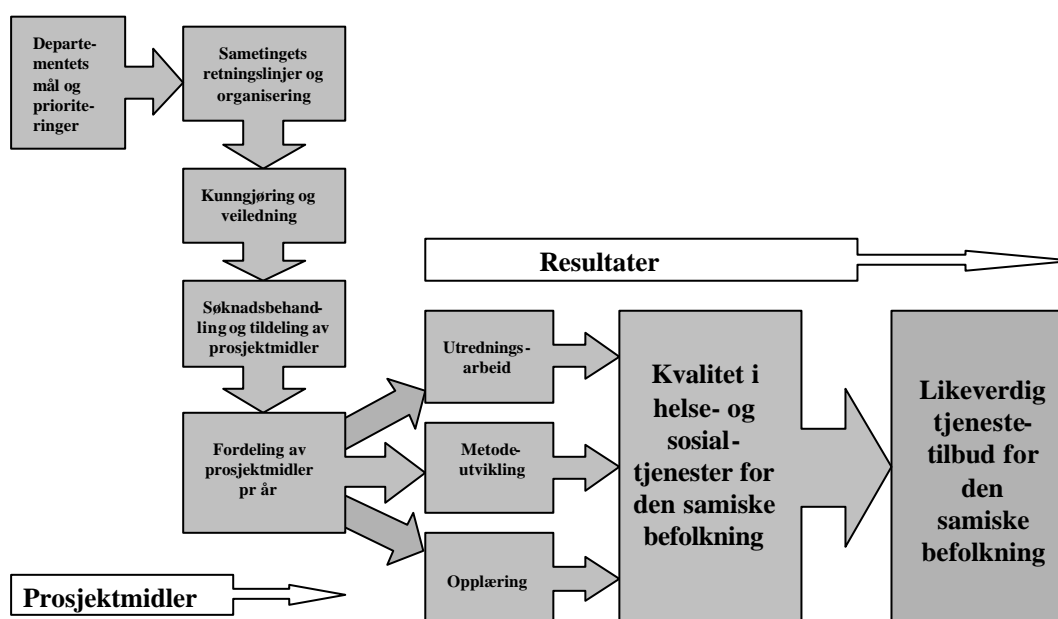 Departe-
mentets
mål og
priorite-
ringer
Sametingets
retningslinjer og
organisering
Kunngjøring og
veiledning
Søknadsbehand-
ling og tildeling av
prosjektmidler
Fordeling av
prosjektmidler
pr år
Prosjektmidler
Resultater
Utrednings-
arbeid
Metode-
utvikling
Opplæring
Kvalitet i
helse- og
sosial-
tjenester for
den samiske
befolkning
Likeverdig
tjeneste-
tilbud for
den
samiske
befolkning